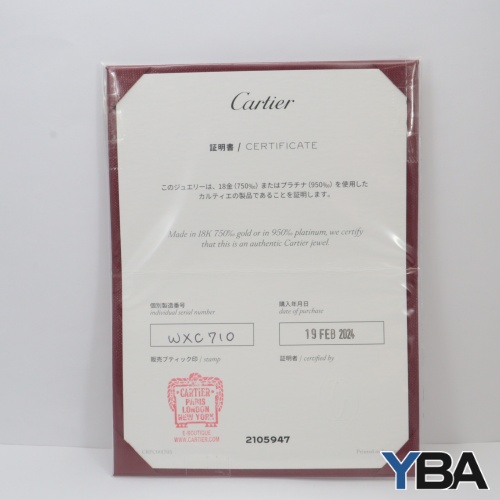 Cartier
証明書 / CERTIFICATE
このジュエリーは、18金(750‰)またはプラチナ(950‰)を使用した
カルティエの製品であることを証明します。
Made in 18K 750‰ gold or in 950‰ platinum, we certify
that this is an authentic Cartier jewel.
個別製造番号
individual serial number
WXC710
購入年月日
date of purchase
19 FEB 2024
販売ブティック印 / stamp
証明者 / certified by
CARTIER
PARIS
LONDON
NEW YORK
E-BOUTIQUE
WWW.CARTIER.COM
2105947
YBA